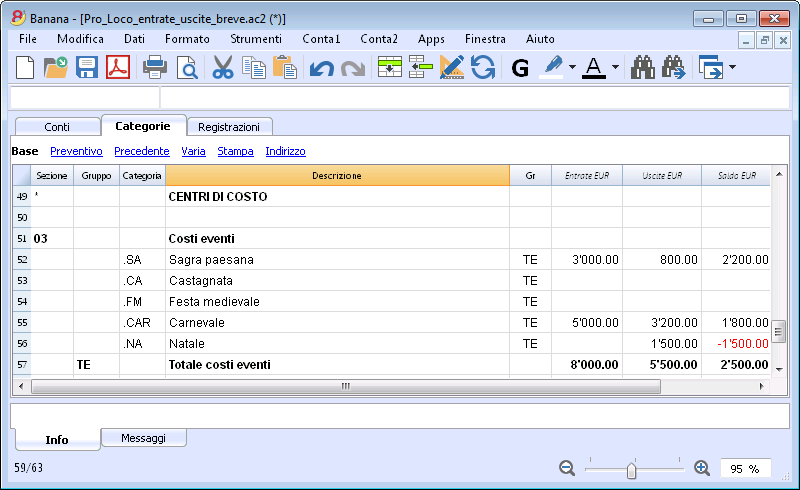 Banana - [Pro_Loco_entrate_uscite_breve.ac2 (*)]
File Modifica Dati Formato Strumenti Conta1 Conta2 Apps Finestra Aiuto
G A
Conti Categorie Registrazioni
Base Preventivo Precedente Varia Stampa Indirizzo
Sezione Gruppo Categoria Descrizione Gr Entrate EUR Uscite EUR Saldo EUR
49 * CENTRI DI COSTO
50
51 03 Costi eventi
52 .SA Sagra paesana TE 3'000.00 800.00 2'200.00
53 .CA Castagnata TE
54 .FM Festa medievale TE
55 .CAR Carnevale TE 5'000.00 3'200.00 1'800.00
56 .NA Natale TE 1'500.00 -1'500.00
57 TE Totale costi eventi 8'000.00 5'500.00 2'500.00
Info Messaggi
59/63 95 %